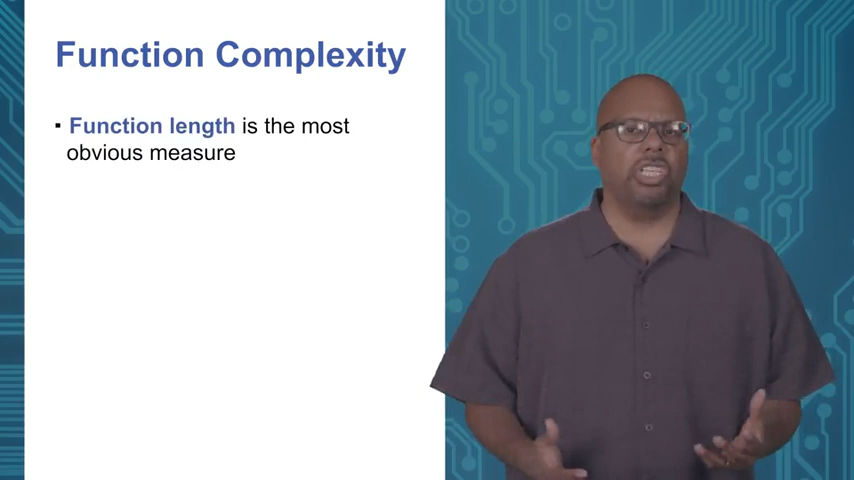 Function Complexity
▪ Function length is the most
obvious measure